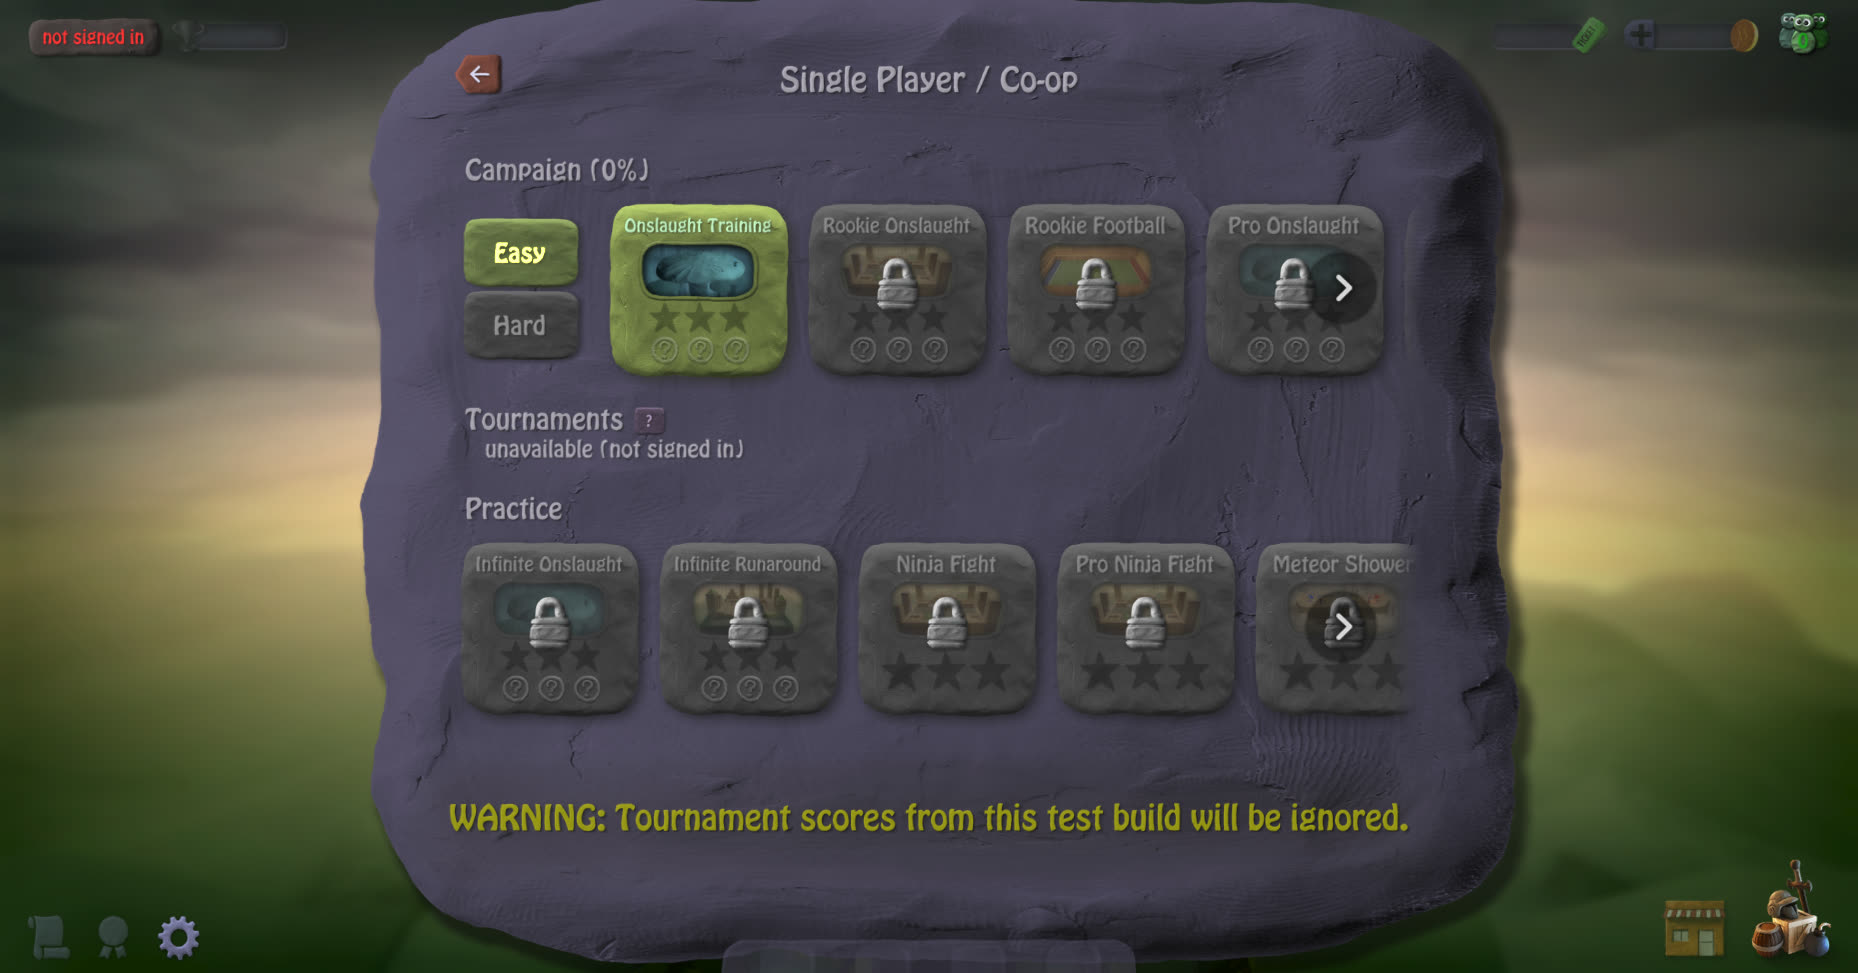 not signed in
TICKET
0
Single Player / Co-op
Campaign (0%)
Easy
Hard
Onslaught Training
? ? ?
Rookie Onslaught
? ? ?
Rookie Football
? ? ?
Pro Onslaught
? ? ?
Tournaments ?
unavailable (not signed in)
Practice
Infinite Onslaught
? ? ?
Infinite Runaround
? ? ?
Ninja Fight
Pro Ninja Fight
Meteor Shower
WARNING: Tournament scores from this test build will be ignored.